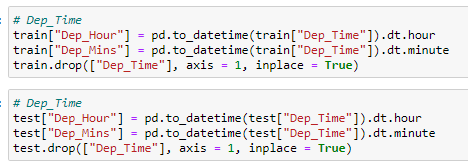 # Dep_Time
train["Dep_Hour"] = pd.to_datetime(train["Dep_Time"]).dt.hour
train["Dep_Mins"] = pd.to_datetime(train["Dep_Time"]).dt.minute
train.drop(["Dep_Time"], axis = 1, inplace = True)
# Dep_Time
test["Dep_Hour"] = pd.to_datetime(test["Dep_Time"]).dt.hour
test["Dep_Mins"] = pd.to_datetime(test["Dep_Time"]).dt.minute
test.drop(["Dep_Time"], axis = 1, inplace = True)